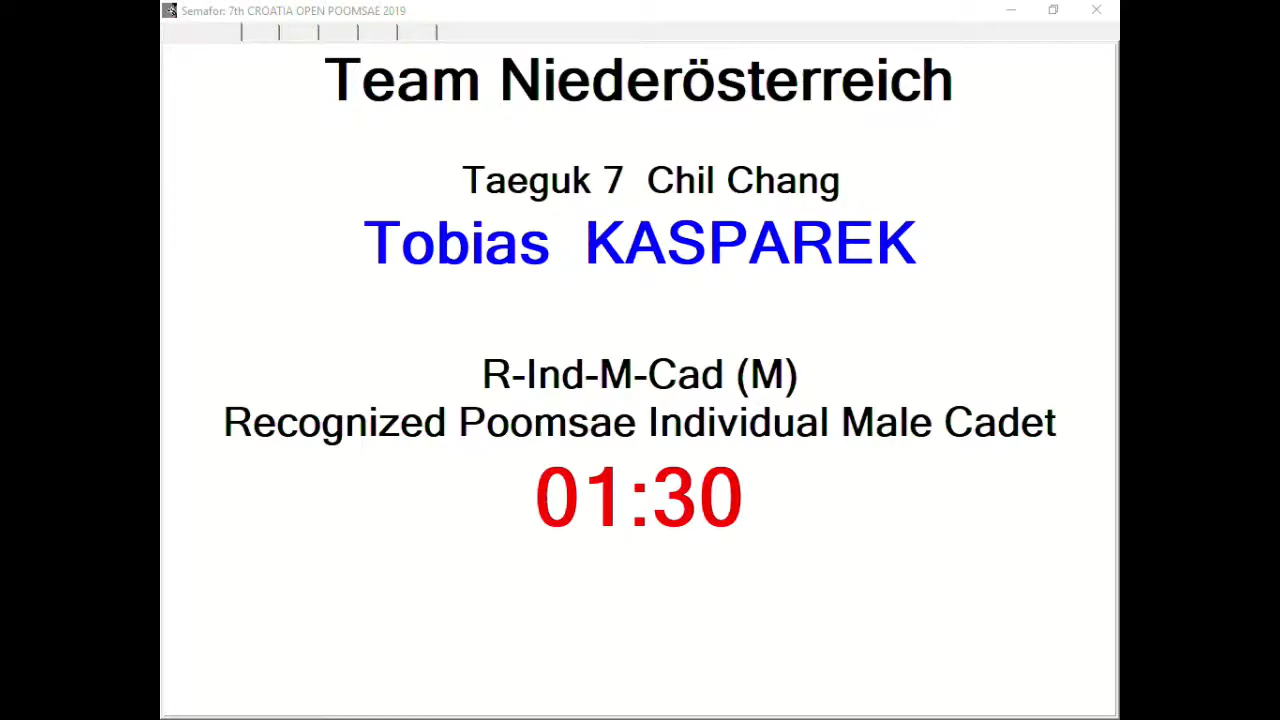 Semafor: 7th CROATIA OPEN POOMSAE 2019
Team Niederösterreich
Taeguk 7 Chil Chang
Tobias KASPAREK
R-Ind-M-Cad (M)
Recognized Poomsae Individual Male Cadet
01:30